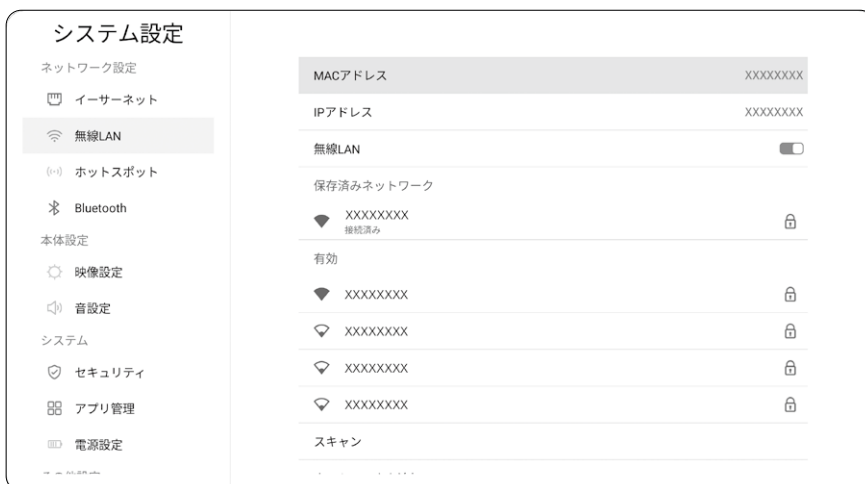 システム設定
ネットワーク設定
イーサーネット
無線LAN
ホットスポット
Bluetooth
本体設定
映像設定
音設定
システム
セキュリティ
アプリ管理
電源設定
MACアドレス XXXXXXXX
IPアドレス XXXXXXXX
無線LAN
保存済みネットワーク
XXXXXXXX
接続済み
有効
XXXXXXXX
XXXXXXXX
XXXXXXXX
XXXXXXXX
スキャン